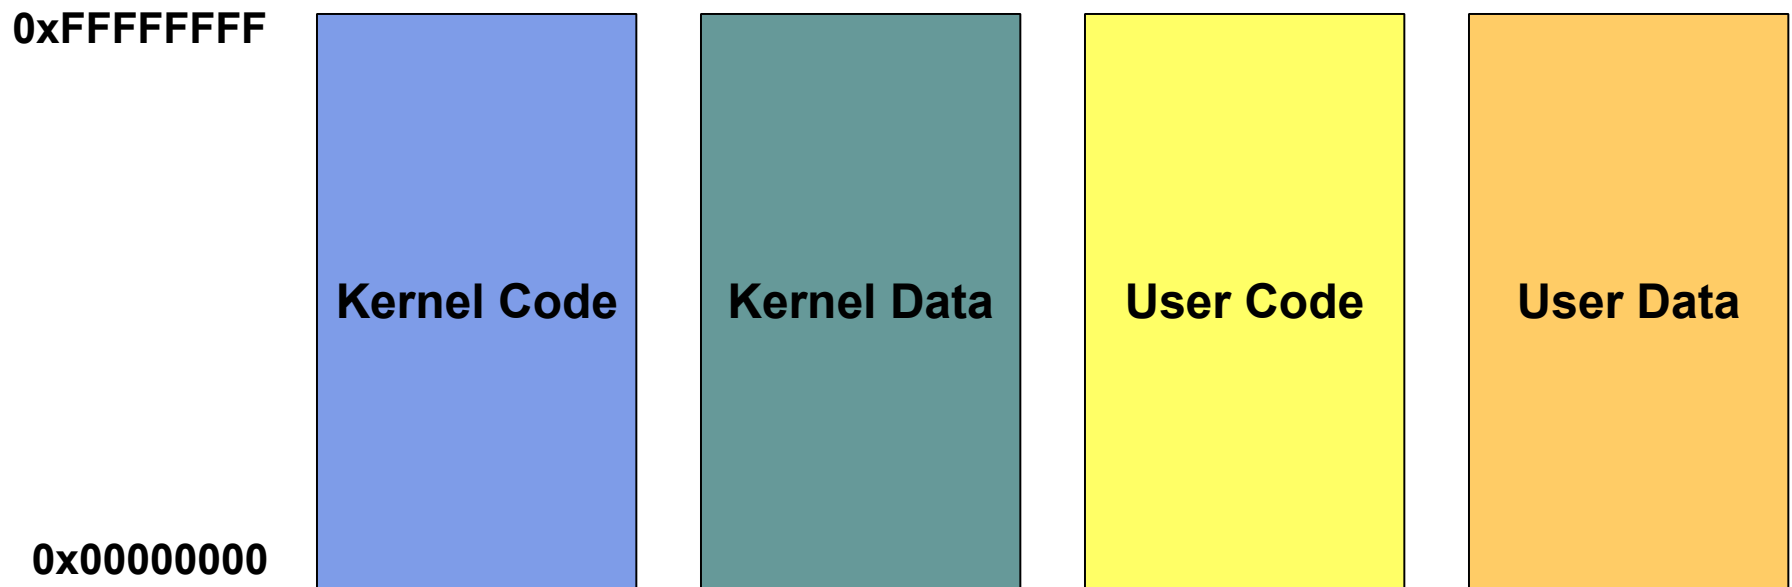 0xFFFFFFFF
Kernel Code
Kernel Data
User Code
User Data
0x00000000